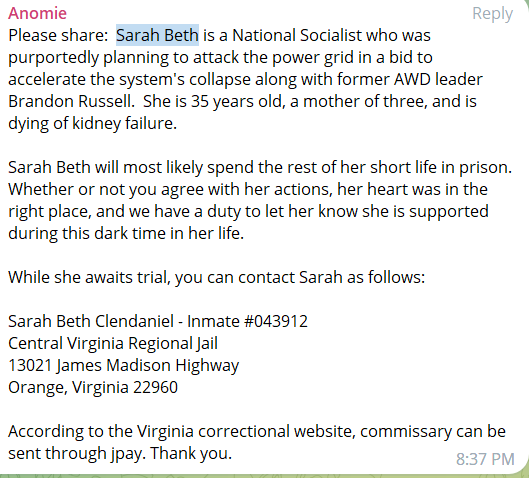 Anomie Reply
Please share:  Sarah Beth is a National Socialist who was
purportedly planning to attack the power grid in a bid to
accelerate the system's collapse along with former AWD leader
Brandon Russell.  She is 35 years old, a mother of three, and is
dying of kidney failure.
Sarah Beth will most likely spend the rest of her short life in prison.
Whether or not you agree with her actions, her heart was in the
right place, and we have a duty to let her know she is supported
during this dark time in her life.
While she awaits trial, you can contact Sarah as follows:
Sarah Beth Clendaniel - Inmate #043912
Central Virginia Regional Jail
13021 James Madison Highway
Orange, Virginia 22960
According to the Virginia correctional website, commissary can be
sent through jpay. Thank you.
8:37 PM